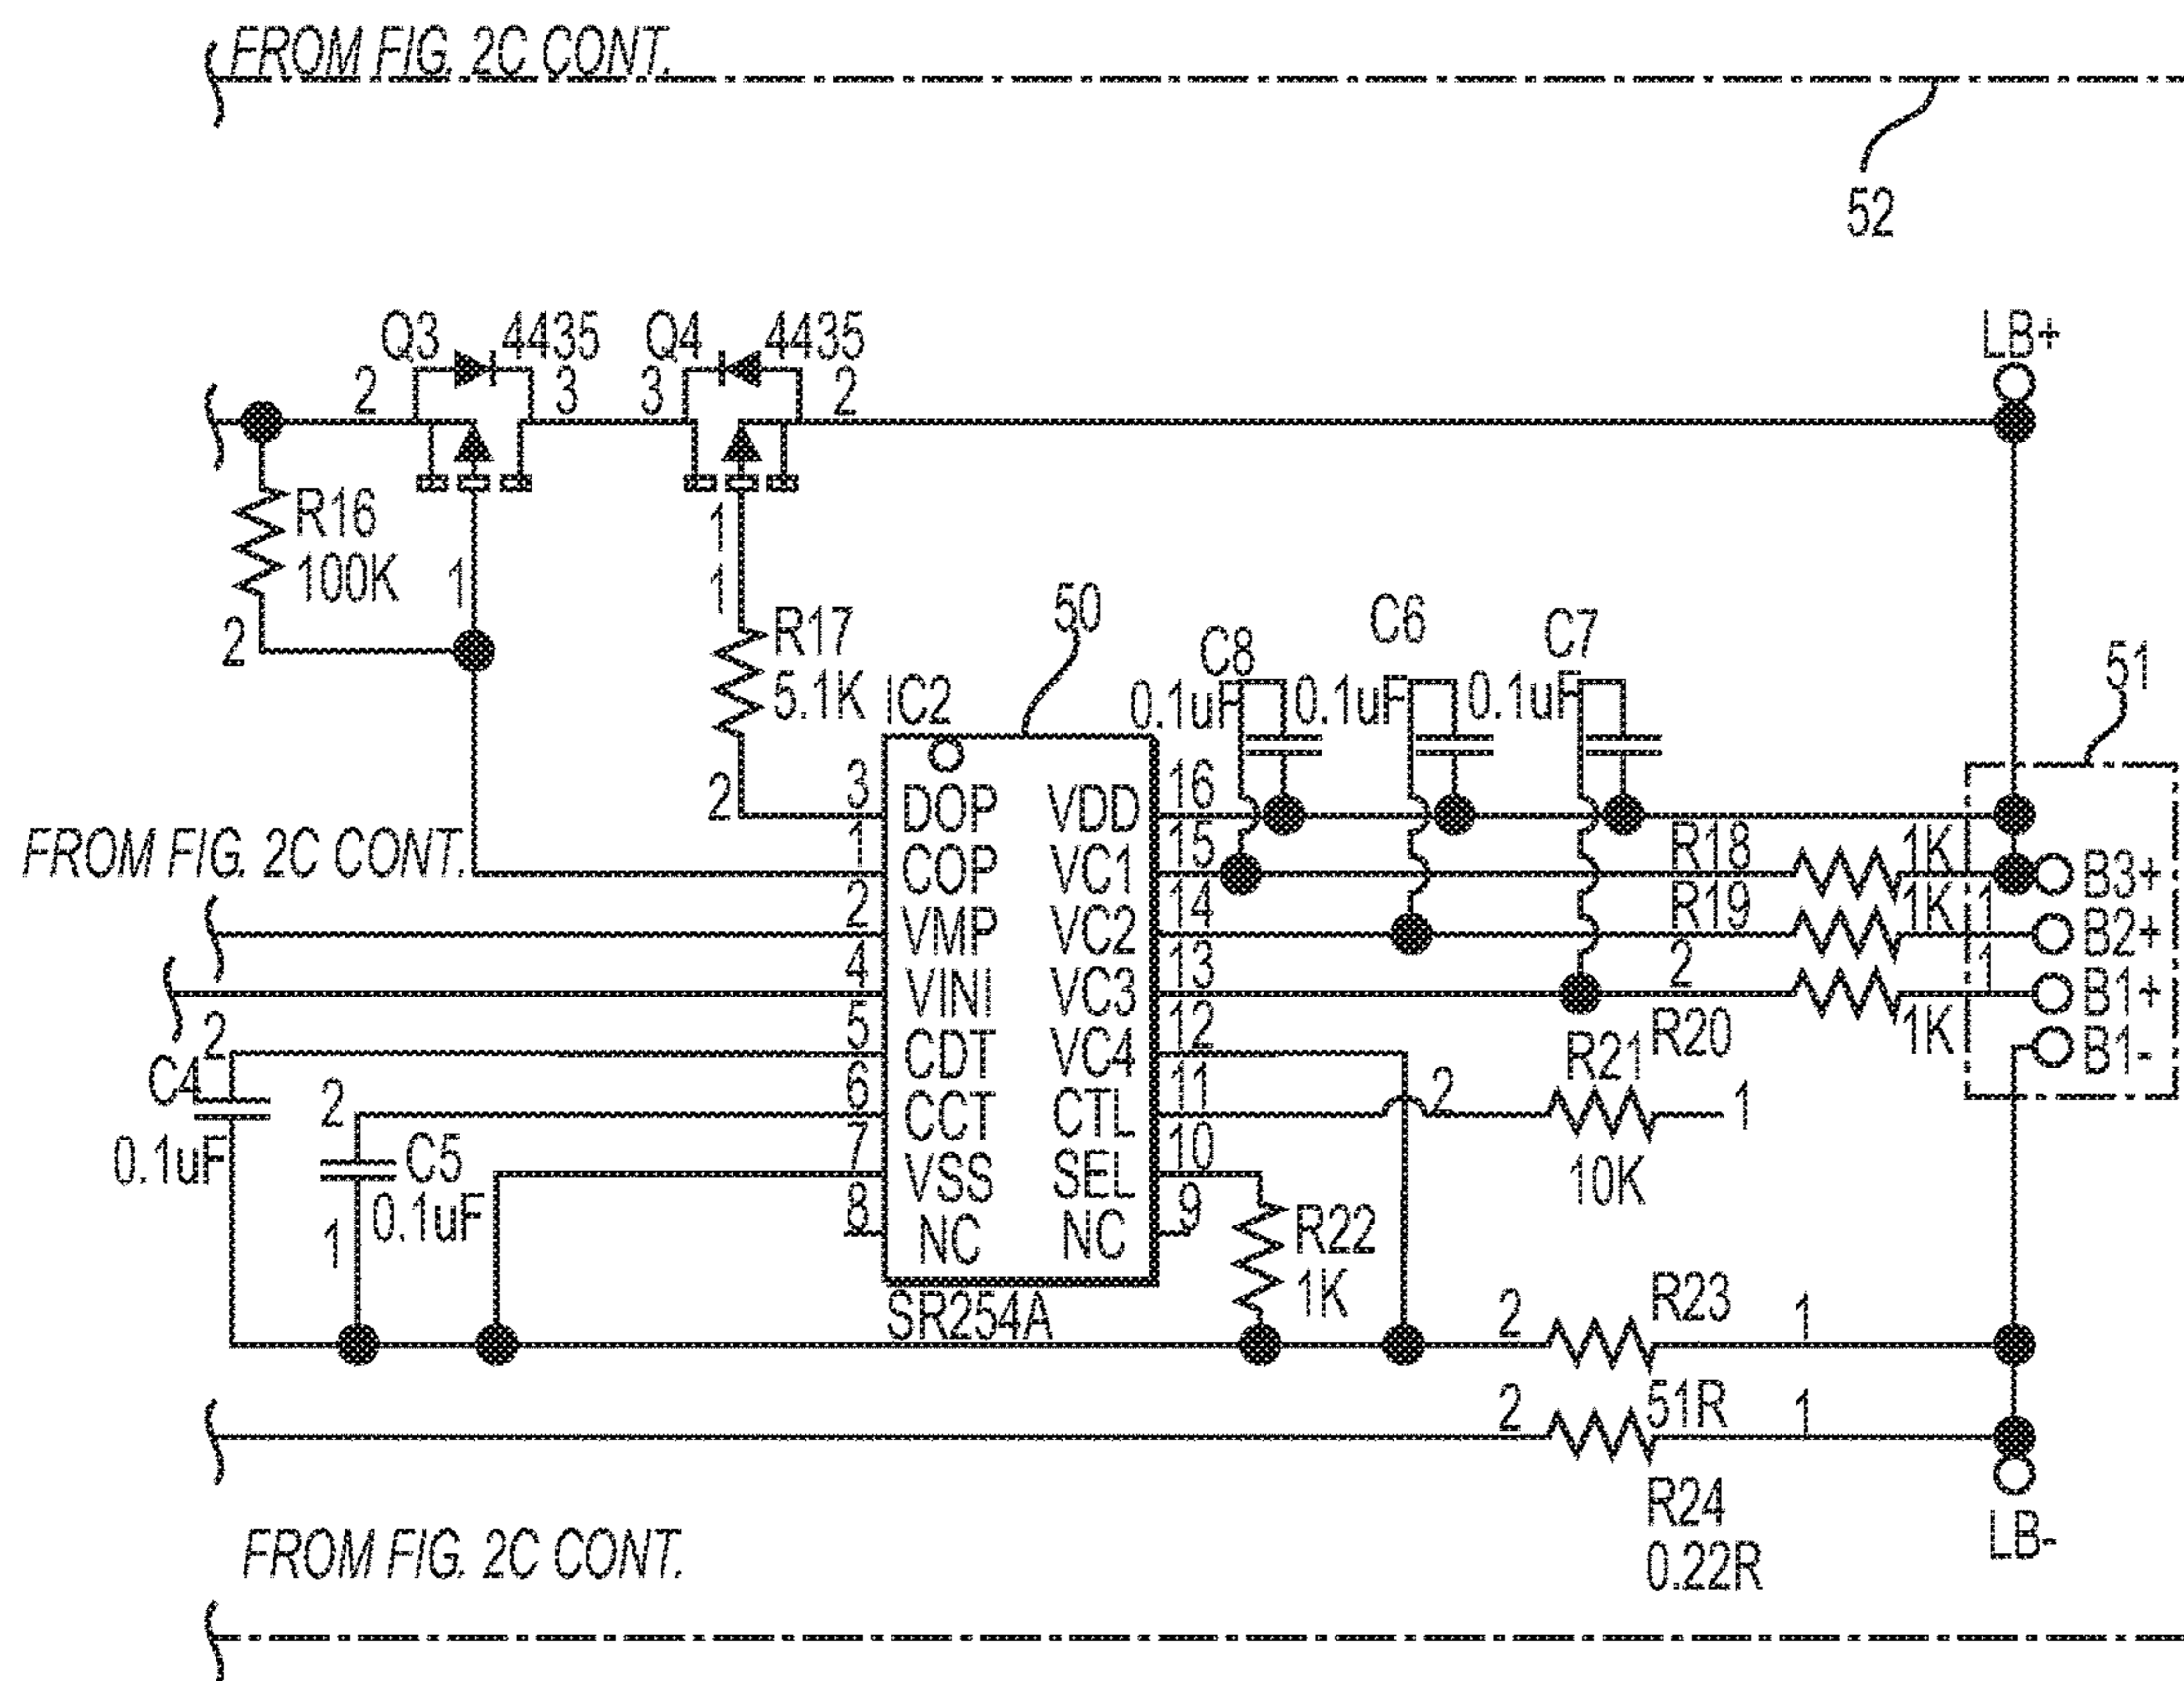 FROM FIG. 2C CONT.
52
Q3 4435 Q4 4435 LB+
2 3 3 2
R16
100K
1
1
1
2
R17
5.1K
50
C8 C6 C7
0.1uF 0.1uF 0.1uF
51
IC2
2
3 DOP VDD 16
1 COP VC1 15 R18 1K B3+
FROM FIG. 2C CONT.
2 VMP VC2 14 R19 1K 1 B2+
4 VINI VC3 13 2 1 B1+
5 CDT VC4 12 R20 1K B1-
2
C4
0.1uF
6 CCT CTL 11 2 R21 1
10K
2
C5
0.1uF
1
7 VSS SEL 10
8 NC NC 9
R22
1K
SR254A
2 R23 1
51R
2 1
R24
0.22R
LB-
FROM FIG. 2C CONT.